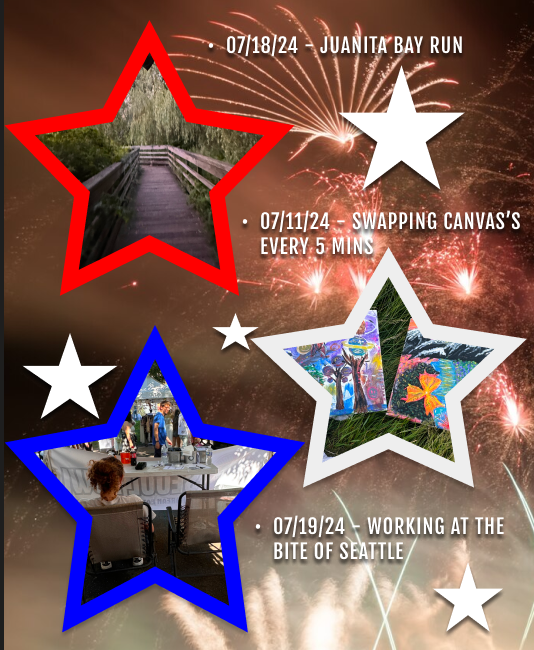 • 07/18/24 – JUANITA BAY RUN
• 07/11/24 – SWAPPING CANVAS'S
EVERY 5 MINS
• 07/19/24 – WORKING AT THE
BITE OF SEATTLE